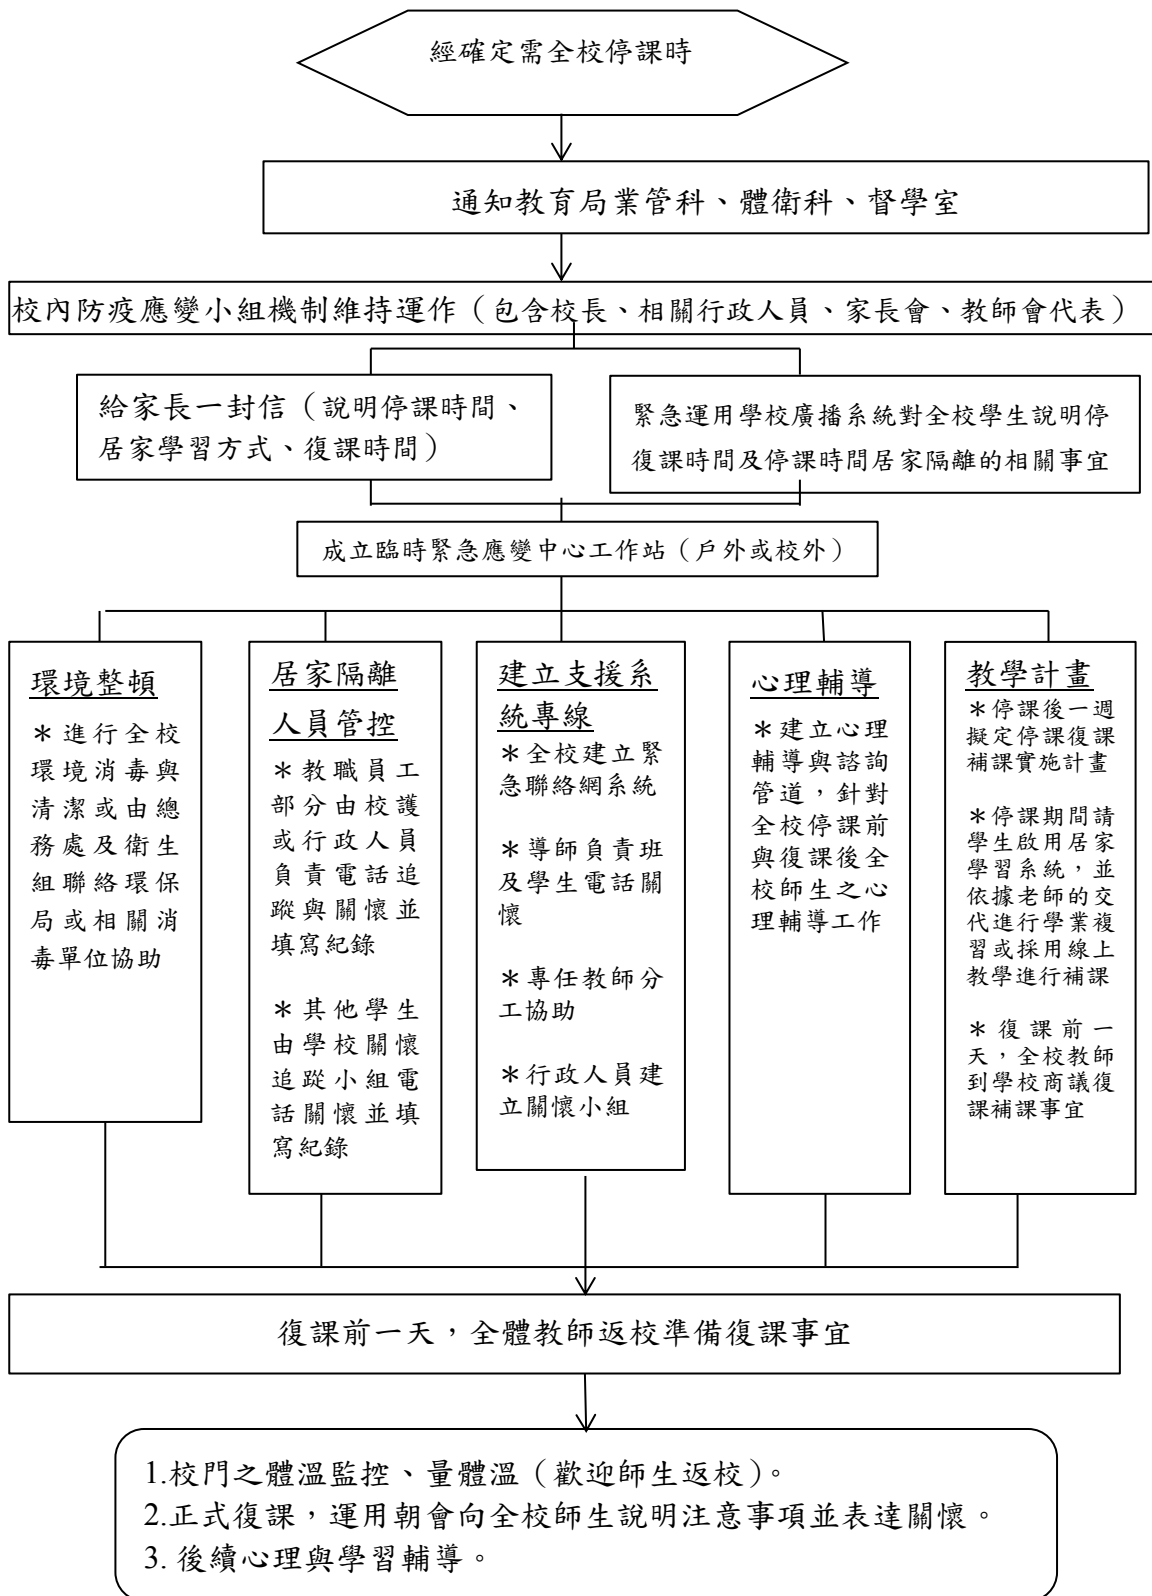 經確定需全校停課時
通知教育局業管科、體衛科、督學室
校內防疫應變小組機制維持運作（包含校長、相關行政人員、家長會、教師會代表）
給家長一封信（說明停課時間、
居家學習方式、復課時間）
緊急運用學校廣播系統對全校學生說明停
復課時間及停課時間居家隔離的相關事宜
成立臨時緊急應變中心工作站（戶外或校外）
環境整頓
＊進行全校
環境消毒與
清潔或由總
務處及衛生
組聯絡環保
局或相關消
毒單位協助
居家隔離
人員管控
＊教職員工
部分由校護
或行政人員
負責電話追
蹤與關懷並
填寫紀錄
＊其他學生
由學校關懷
追蹤小組電
話關懷並填
寫紀錄
建立支援系
統專線
＊全校建立緊
急聯絡網系統
＊導師負責班
及學生電話關
懷
＊專任教師分
工協助
＊行政人員建
立關懷小組
心理輔導
＊建立心理
輔導與諮詢
管道，針對
全校停課前
與復課後全
校師生之心
理輔導工作
教學計畫
＊停課後一週
擬定停課復課
補課實施計畫
＊停課期間請
學生啟用居家
學習系統，並
依據老師的交
代進行學業複
習或採用線上
教學進行補課
＊復課前一
天，全校教師
到學校商議復
課補課事宜
復課前一天，全體教師返校準備復課事宜
1.校門之體溫監控、量體溫（歡迎師生返校）。
2.正式復課，運用朝會向全校師生說明注意事項並表達關懷。
3. 後續心理與學習輔導。